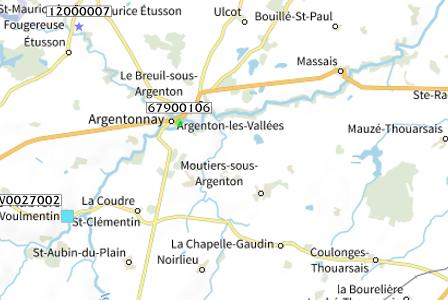 St-Mauri
12000007
urice Étusson
Fougereuse
Étusson
Ulcot
Bouillé-St-Paul
Massais
Le Breuil-sous-
Argenton
67900106
Ste-Ra
Argentonnay
Argenton-les-Vallées
Mauzé-Thouarsais
Moutiers-sous-
Argenton
W0027002
Voulmentin
La Coudre
St-Clémentin
St-Aubin-du-Plain
La Chapelle-Gaudin
Noirlieu
Coulonges-
Thouarsais
la Bourelière